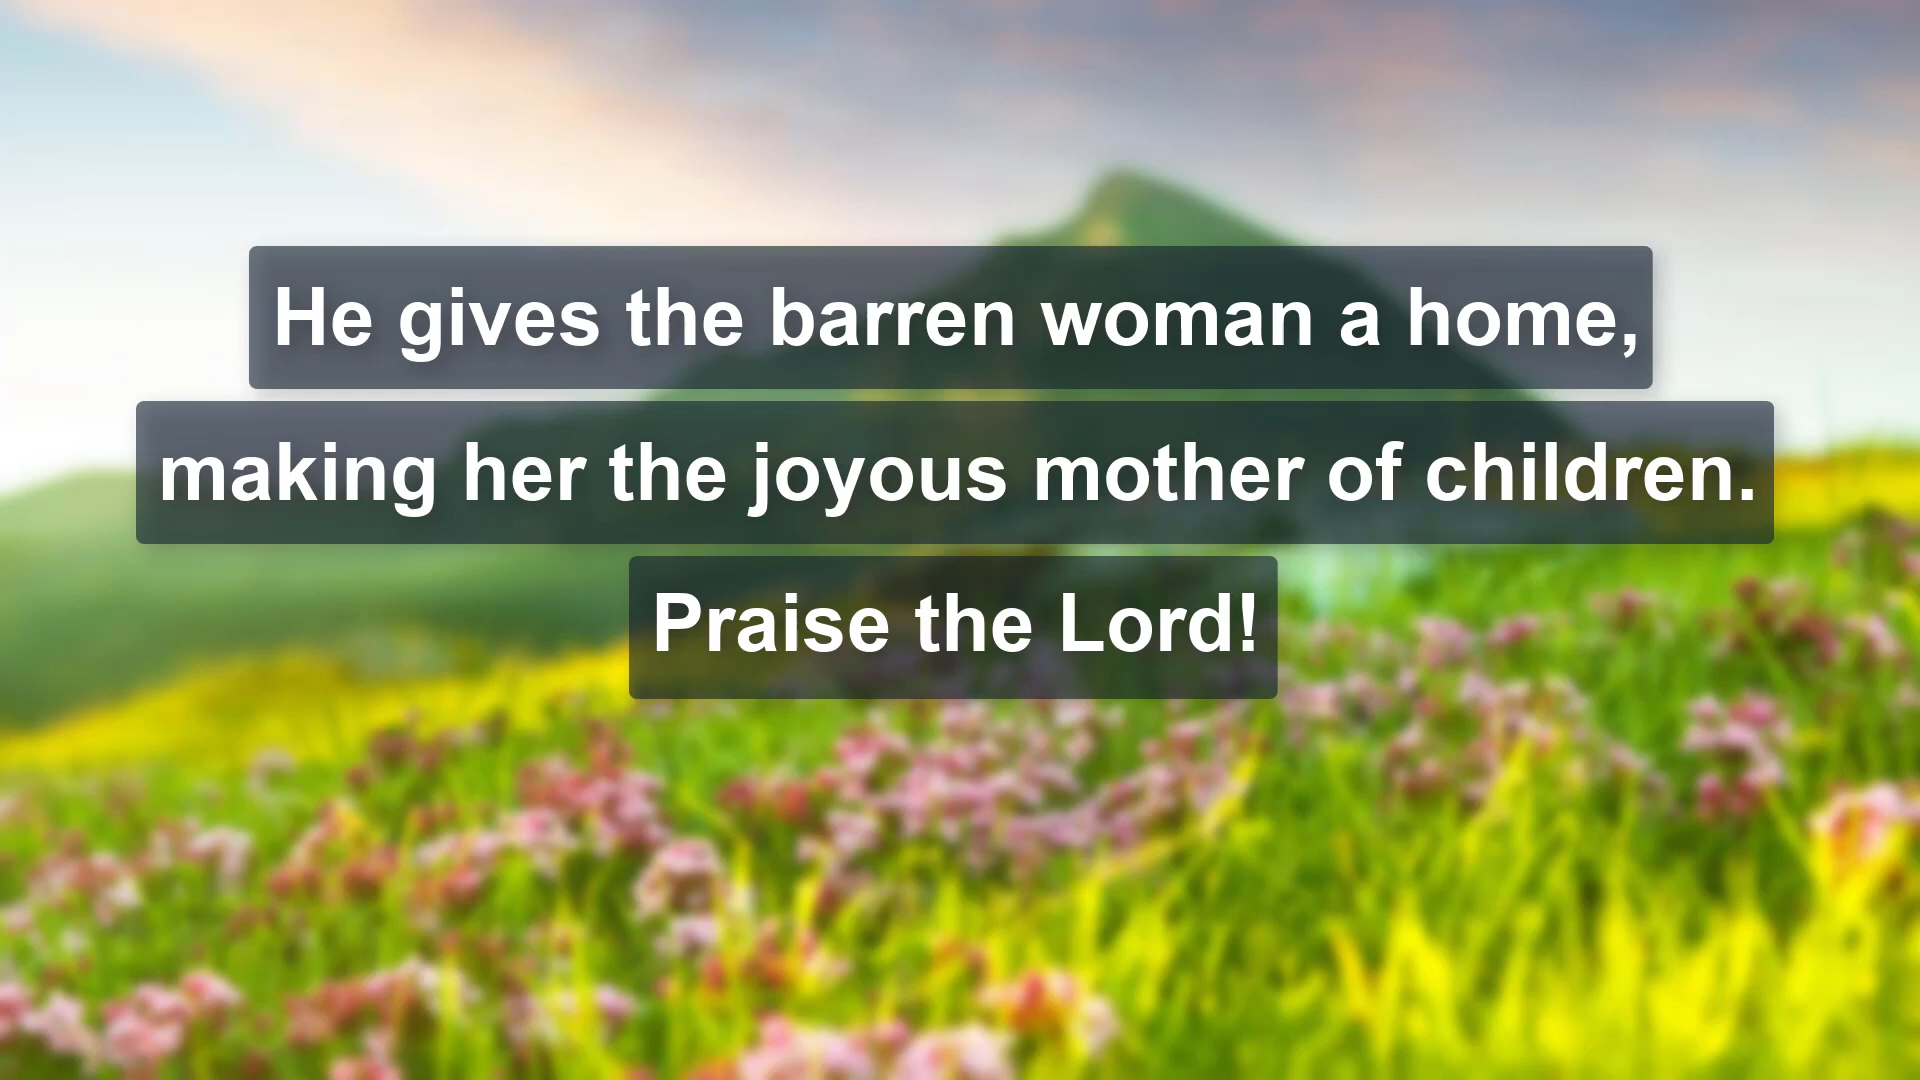 He gives the barren woman a home,
making her the joyous mother of children.
Praise the Lord!